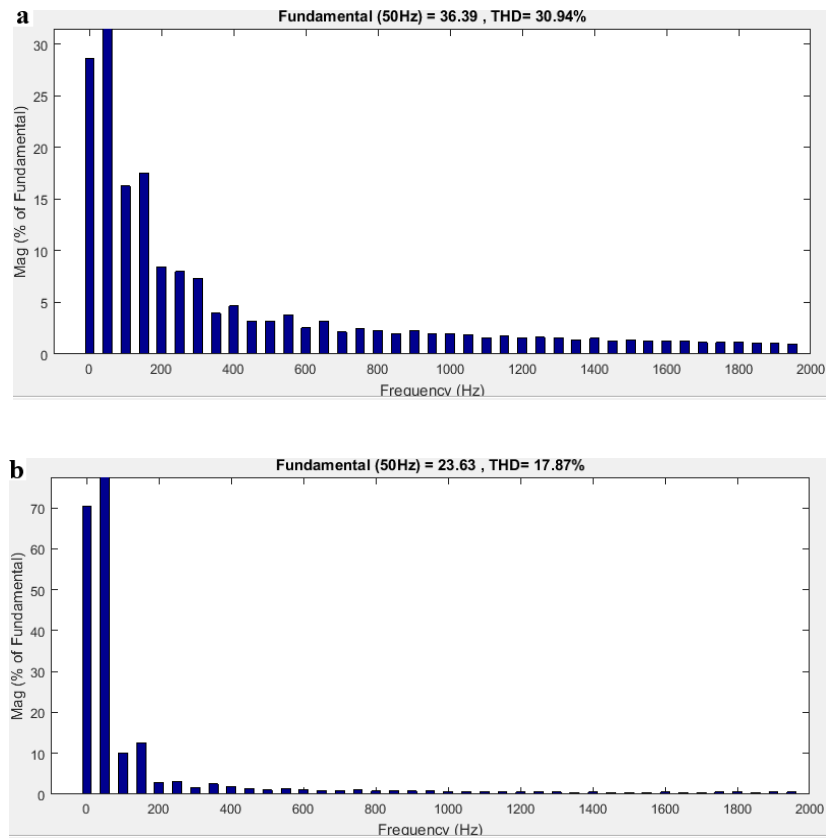 a
Fundamental (50Hz) = 36.39 , THD= 30.94%
30
25
20
15
10
5
0
Mag (% of Fundamental)
0 200 400 600 800 1000 1200 1400 1600 1800 2000
Frequency (Hz)
b
Fundamental (50Hz) = 23.63 , THD= 17.87%
70
60
50
40
30
20
10
0
Mag (% of Fundamental)
0 200 400 600 800 1000 1200 1400 1600 1800 2000
Frequency (Hz)